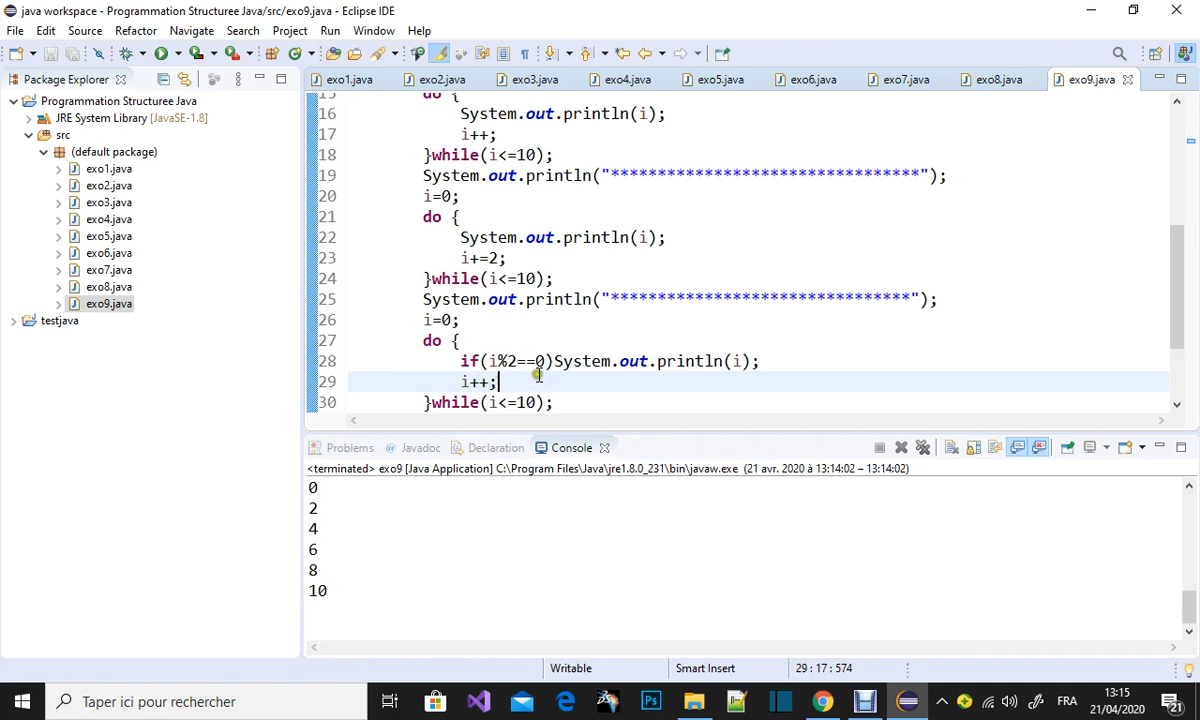 java workspace - Programmation Structuree Java/src/exo9.java - Eclipse IDE
File Edit Source Refactor Navigate Search Project Run Window Help
Package Explorer
exo1.java exo2.java exo3.java exo4.java exo5.java exo6.java exo7.java exo8.java exo9.java
Programmation Structuree Java
JRE System Library [JavaSE-1.8]
src
(default package)
exo1.java
exo2.java
exo3.java
exo4.java
exo5.java
exo6.java
exo7.java
exo8.java
exo9.java
testjava
15 do {
16 System.out.println(i);
17 i++;
18 }while(i<=10);
19 System.out.println("*********************************");
20 i=0;
21 do {
22 System.out.println(i);
23 i+=2;
24 }while(i<=10);
25 System.out.println("********************************");
26 i=0;
27 do {
28 if(i%2==0)System.out.println(i);
29 i++;
30 }while(i<=10);
Problems Javadoc Declaration Console
<terminated> exo9 [Java Application] C:\Program Files\Java\jre1.8.0_231\bin\javaw.exe (21 avr. 2020 à 13:14:02 – 13:14:02)
0
2
4
6
8
10
Writable Smart Insert 29 : 17 : 574
Taper ici pour rechercher
FRA
13:15
21/04/2020
21